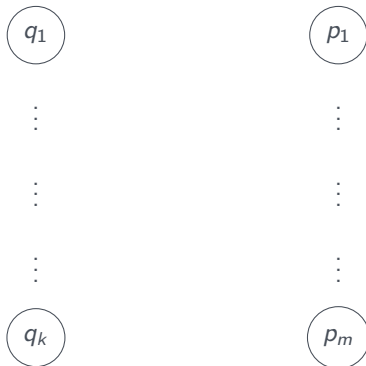 q₁ p₁
⋮ ⋮
⋮ ⋮
⋮ ⋮
qₖ pₘ